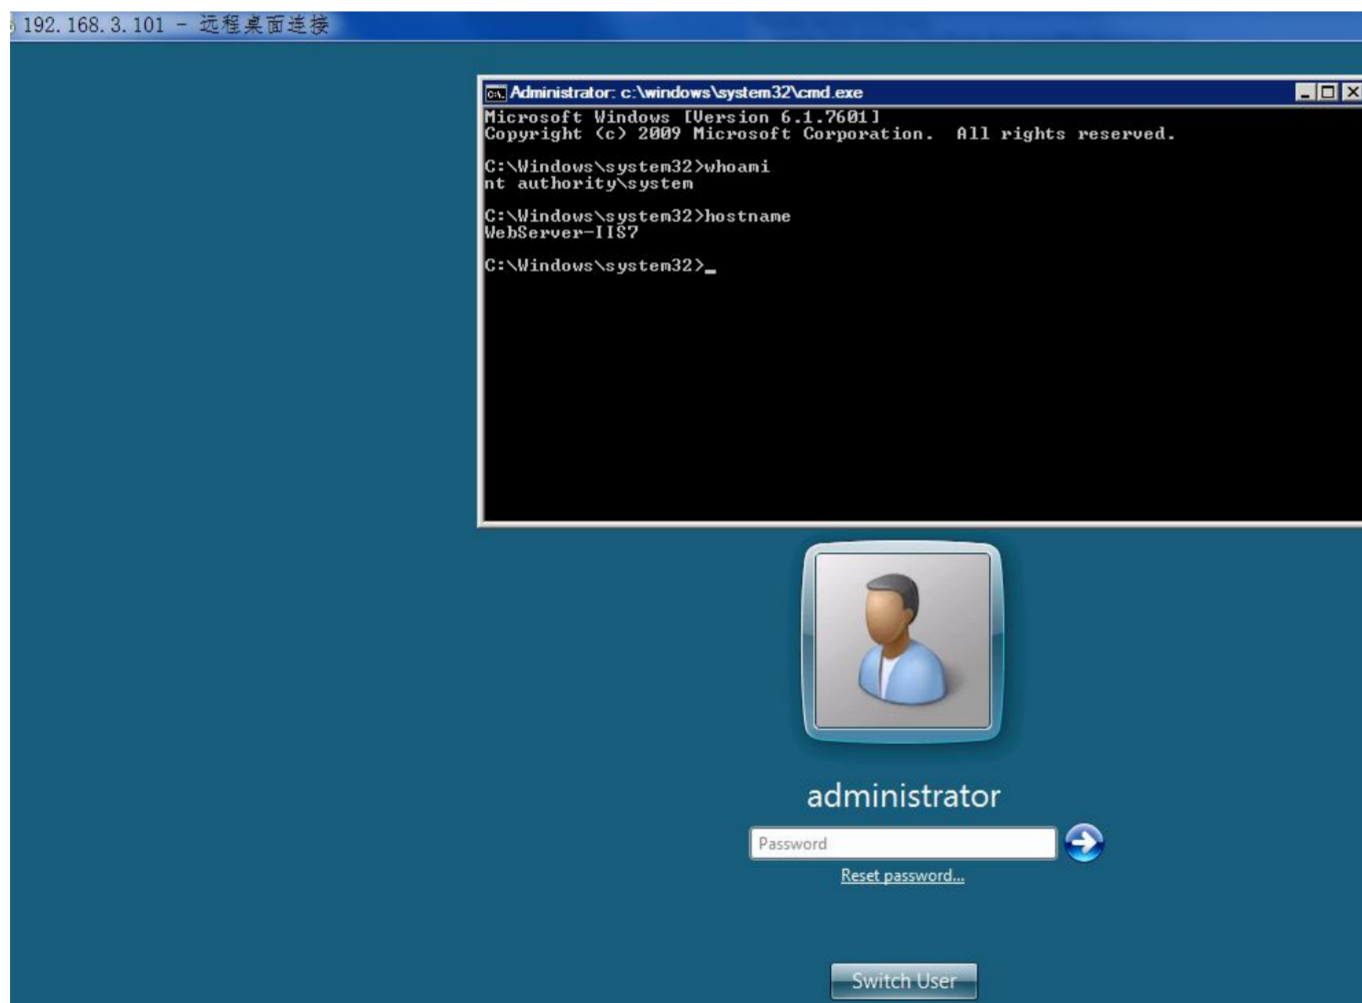 192.168.3.101 - 远程桌面连接
Administrator: c:\windows\system32\cmd.exe
Microsoft Windows [Version 6.1.7601]
Copyright (c) 2009 Microsoft Corporation.  All rights reserved.
C:\Windows\system32>whoami
nt authority\system
C:\Windows\system32>hostname
WebServer-IIS7
C:\Windows\system32>_
administrator
Password
Reset password...
Switch User